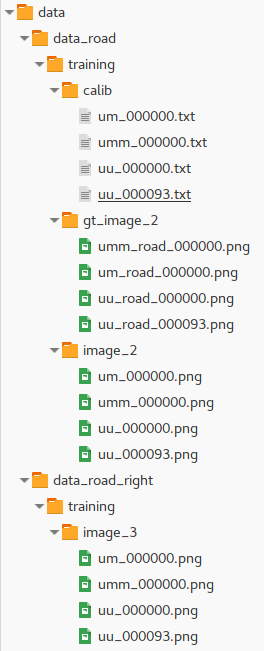 data
data_road
training
calib
um_000000.txt
umm_000000.txt
uu_000000.txt
uu_000093.txt
gt_image_2
umm_road_000000.png
um_road_000000.png
uu_road_000000.png
uu_road_000093.png
image_2
um_000000.png
umm_000000.png
uu_000000.png
uu_000093.png
data_road_right
training
image_3
um_000000.png
umm_000000.png
uu_000000.png
uu_000093.png